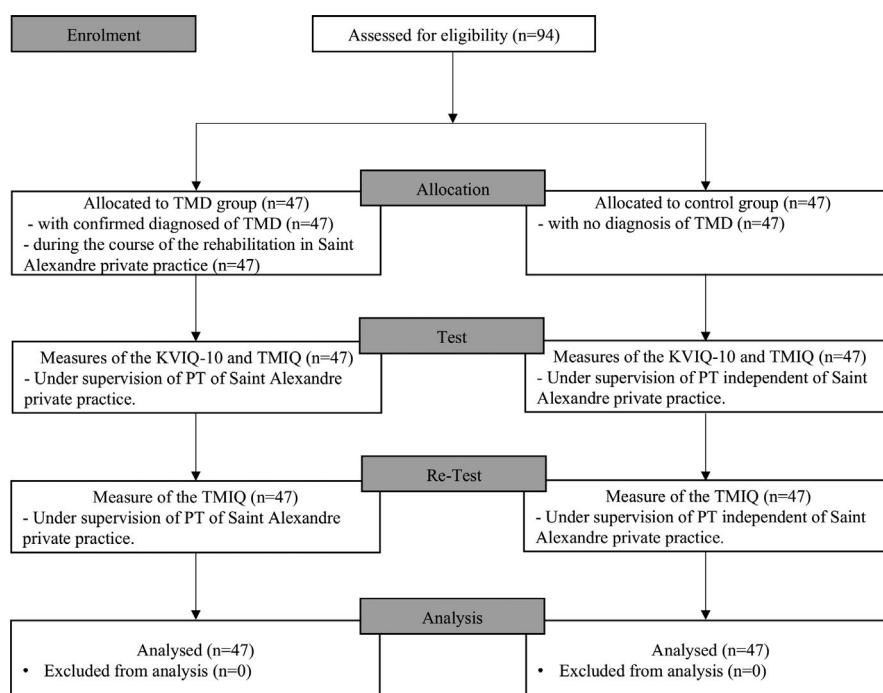 Enrolment
Assessed for eligibility (n=94)
Allocation
Allocated to TMD group (n=47)
- with confirmed diagnosed of TMD (47)
- during the course of the rehabilitation in Saint
Alexandre private practice (n=47)
Allocated to control group (n=47)
- with no diagnosis of TMD (n=47)
Test
Measures of the KVIQ-10 and TMIQ (n=47)
- Under supervision of PT of Saint Alexandre
private practice.
Measures of the KVIQ-10 and TMIQ (n=47)
- Under supervision of PT independent of Saint
Alexandre private practice.
Re-Test
Measure of the TMIQ (n=47)
- Under supervision of PT of Saint Alexandre
private practice.
Measure of the TMIQ (n=47)
- Under supervision of PT independent of Saint
Alexandre private practice.
Analysis
Analysed (n=47)
• Excluded from analysis (n=0)
Analysed (n=47)
• Excluded from analysis (n=0)